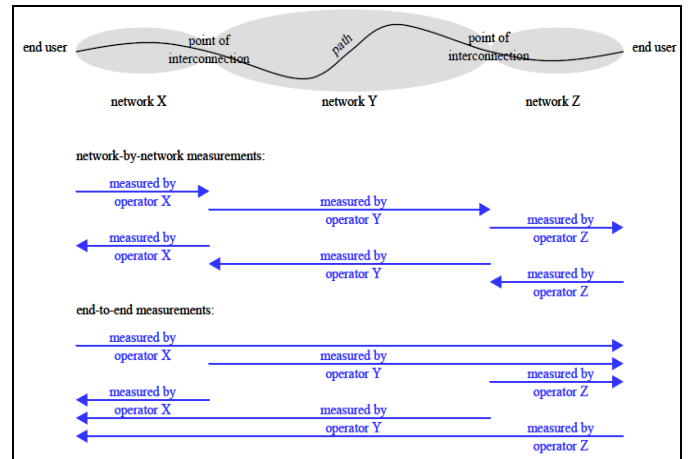 end user
point of
interconnection
path
point of
interconnection
end user
network X
network Y
network Z
network-by-network measurements:
measured by
operator X
measured by
operator Y
measured by
operator Z
measured by
operator X
measured by
operator Y
measured by
operator Z
end-to-end measurements:
measured by
operator X
measured by
operator Y
measured by
operator Z
measured by
operator X
measured by
operator Y
measured by
operator Z